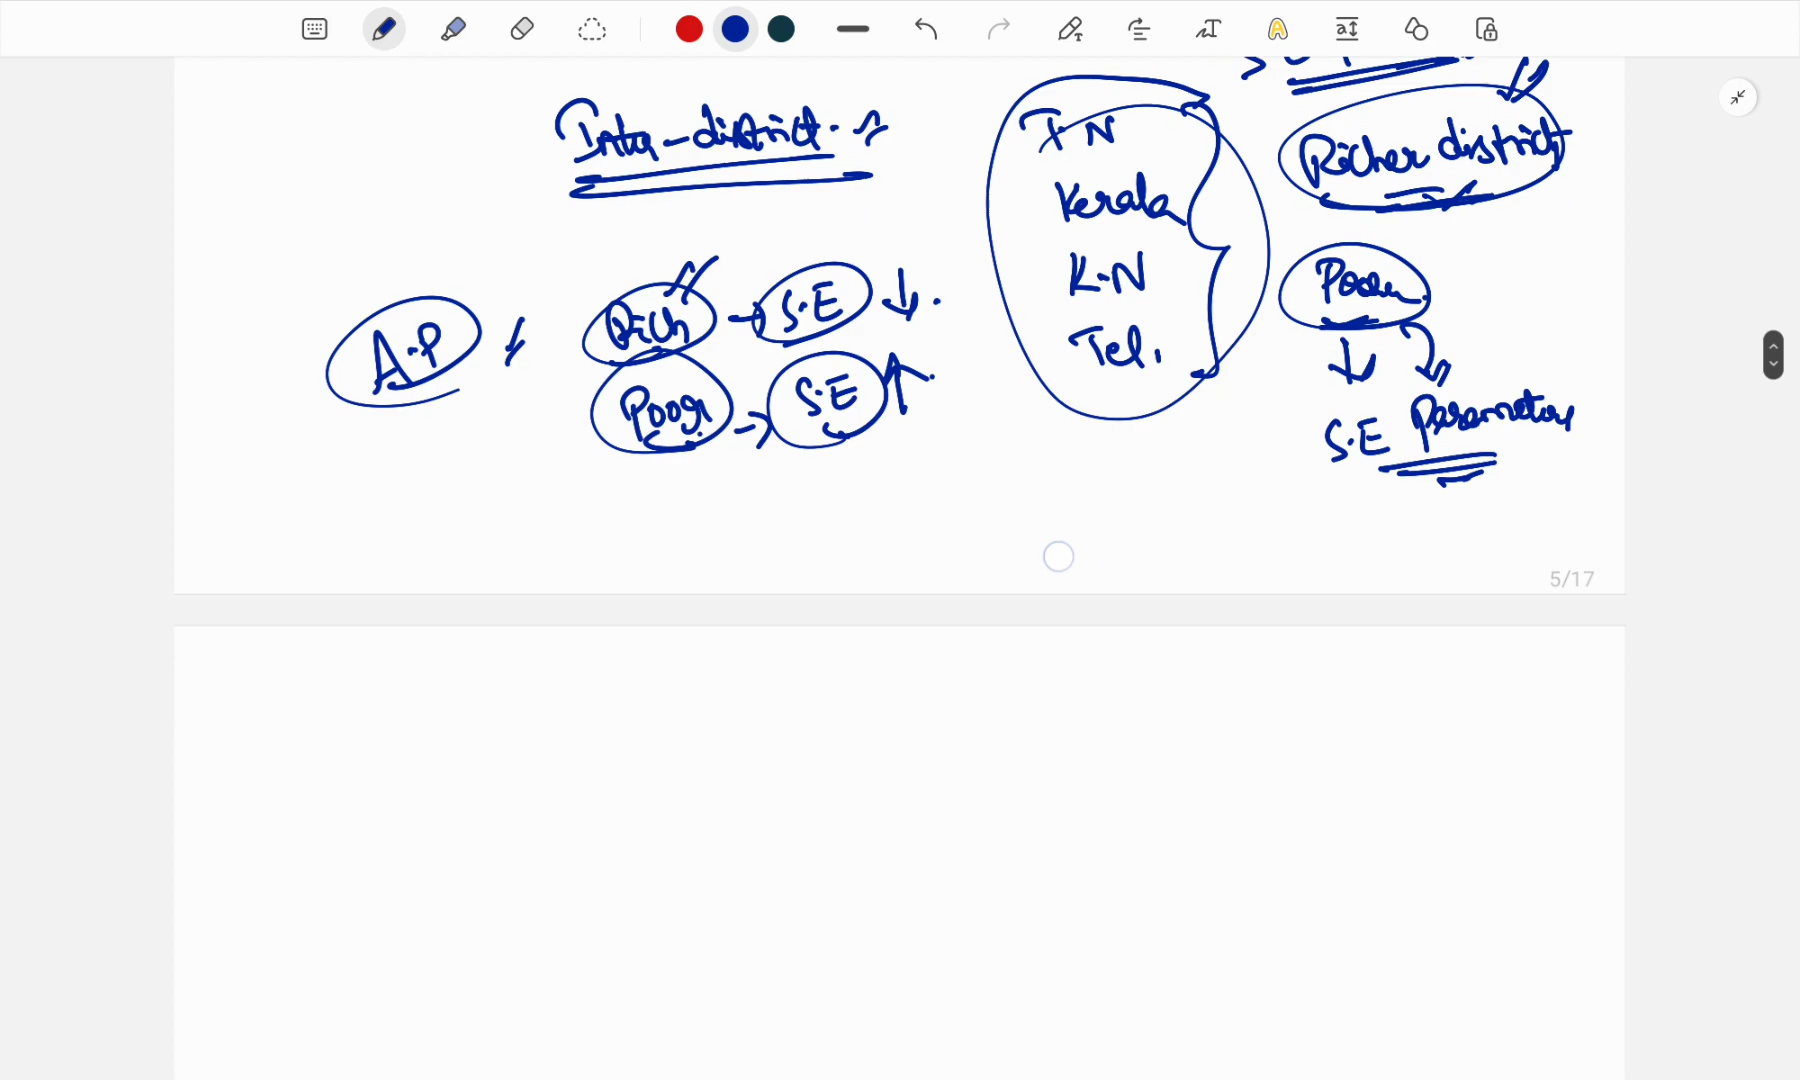 Intra-district
T.N
Kerala
K.N
Tel.
Richer district
Poor
S.E Parameters
A.P
Rich → S.E ↓
Poor → S.E ↑
5/17